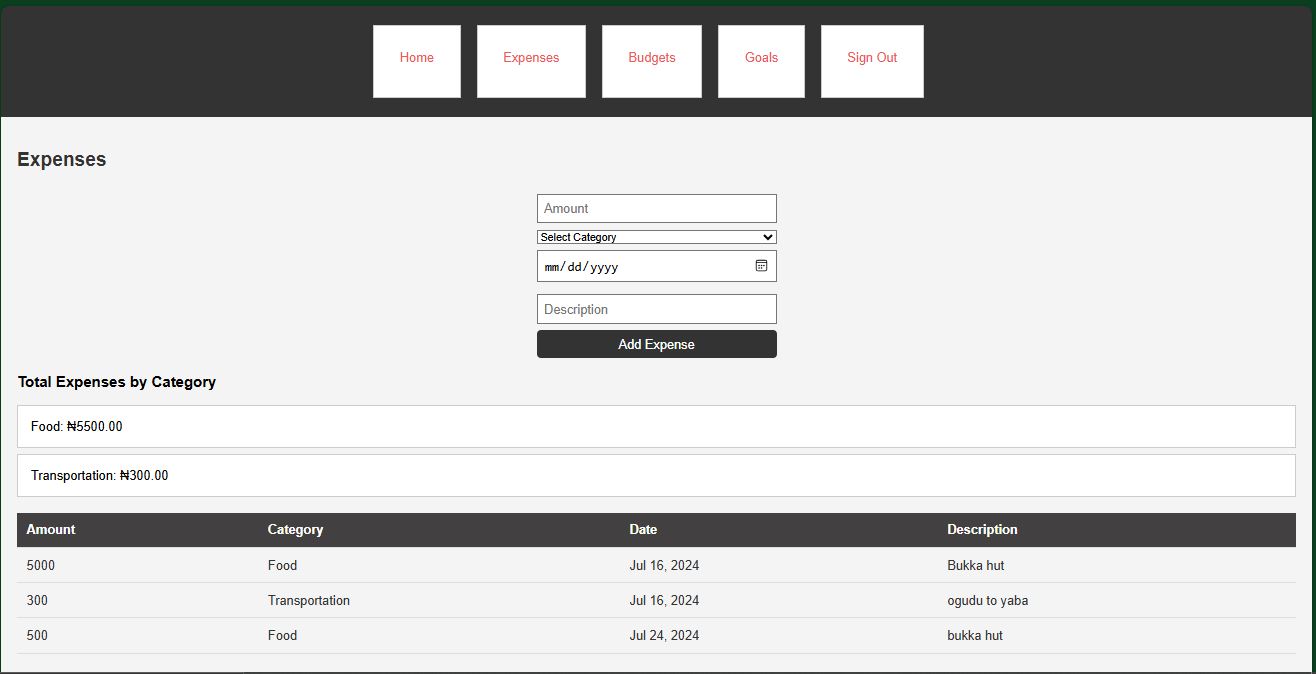 Home Expenses Budgets Goals Sign Out
Expenses
Amount
Select Category
mm/dd/yyyy
Description
Add Expense
Total Expenses by Category
Food: ₦5500.00
Transportation: ₦300.00
Amount Category Date Description
5000 Food Jul 16, 2024 Bukka hut
300 Transportation Jul 16, 2024 ogudu to yaba
500 Food Jul 24, 2024 bukka hut